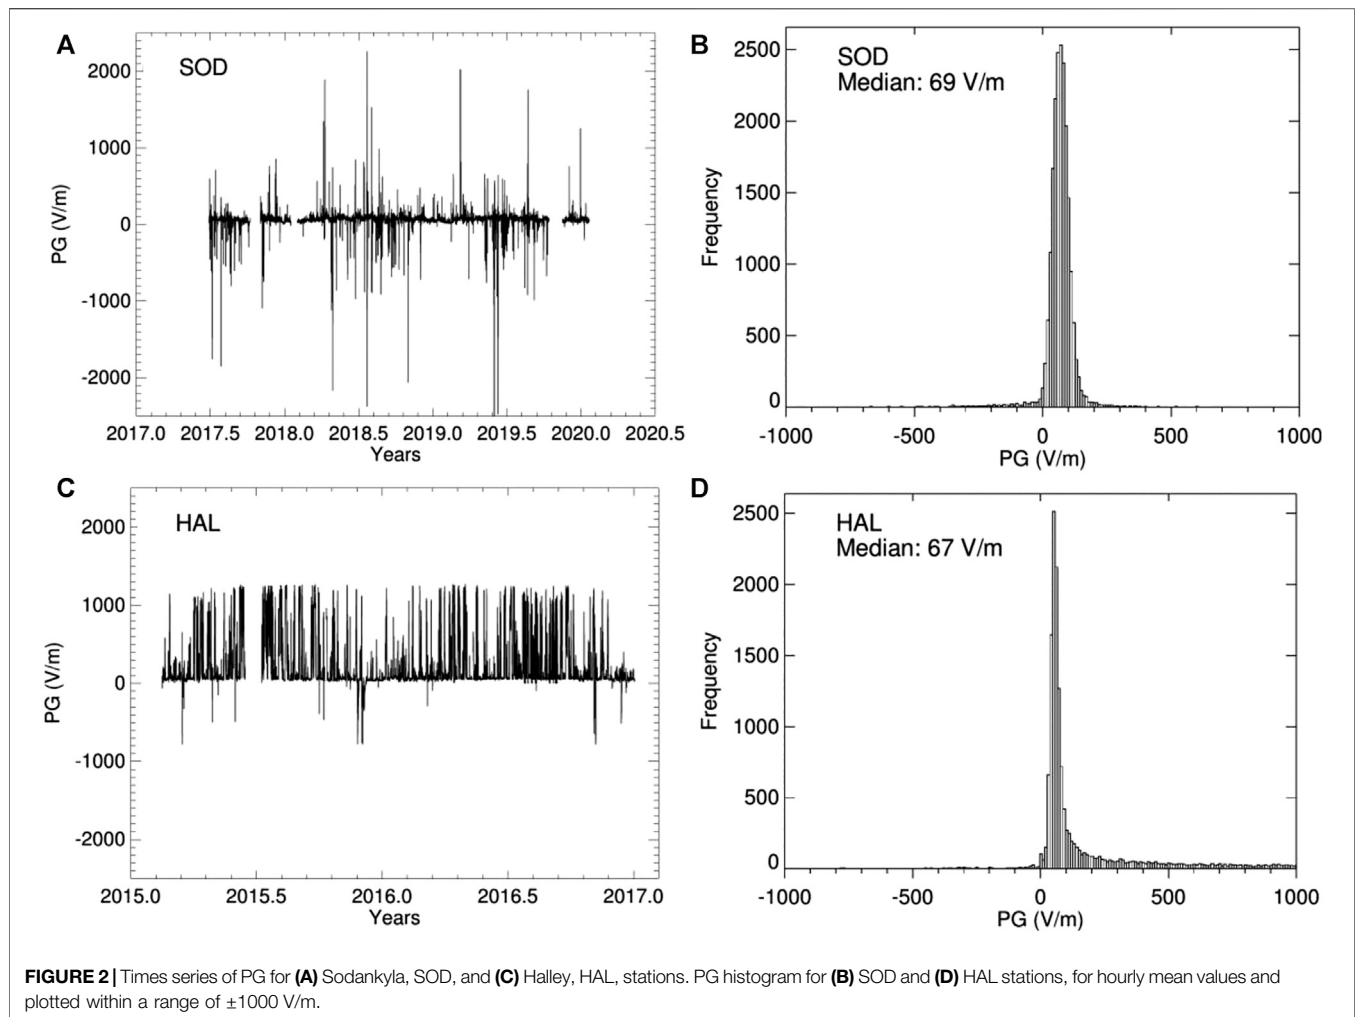 A
SOD
2000
1000
0
-1000
-2000
PG (V/m)
2017.0 2017.5 2018.0 2018.5 2019.0 2019.5 2020.0 2020.5
Years
B
SOD
Median: 69 V/m
2500
2000
1500
1000
500
0
Frequency
-1000 -500 0 500 1000
PG (V/m)
C
HAL
2000
1000
0
-1000
-2000
PG (V/m)
2015.0 2015.5 2016.0 2016.5 2017.0
Years
D
HAL
Median: 67 V/m
2500
2000
1500
1000
500
0
Frequency
-1000 -500 0 500 1000
PG (V/m)
FIGURE 2 | Times series of PG for (A) Sodankyla, SOD, and (C) Halley, HAL, stations. PG histogram for (B) SOD and (D) HAL stations, for hourly mean values and
plotted within a range of ±1000 V/m.